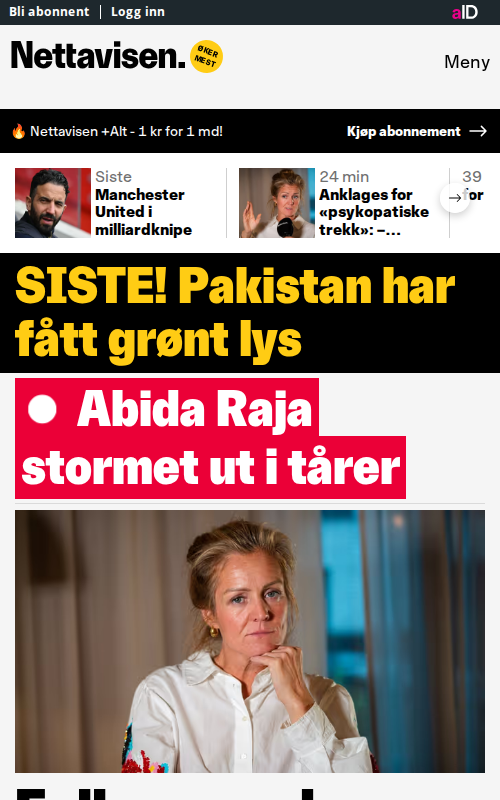 Bli abonnent
Logg inn
aID
Nettavisen.
ØKER
MEST
Meny
Nettavisen +Alt - 1 kr for 1 md!
Kjøp abonnement
Siste
Manchester
United i
milliardknipe
24 min
Anklages for
«psykopatiske
trekk»: –...
39
for
SISTE! Pakistan har
fått grønt lys
Abida Raja
stormet ut i tårer